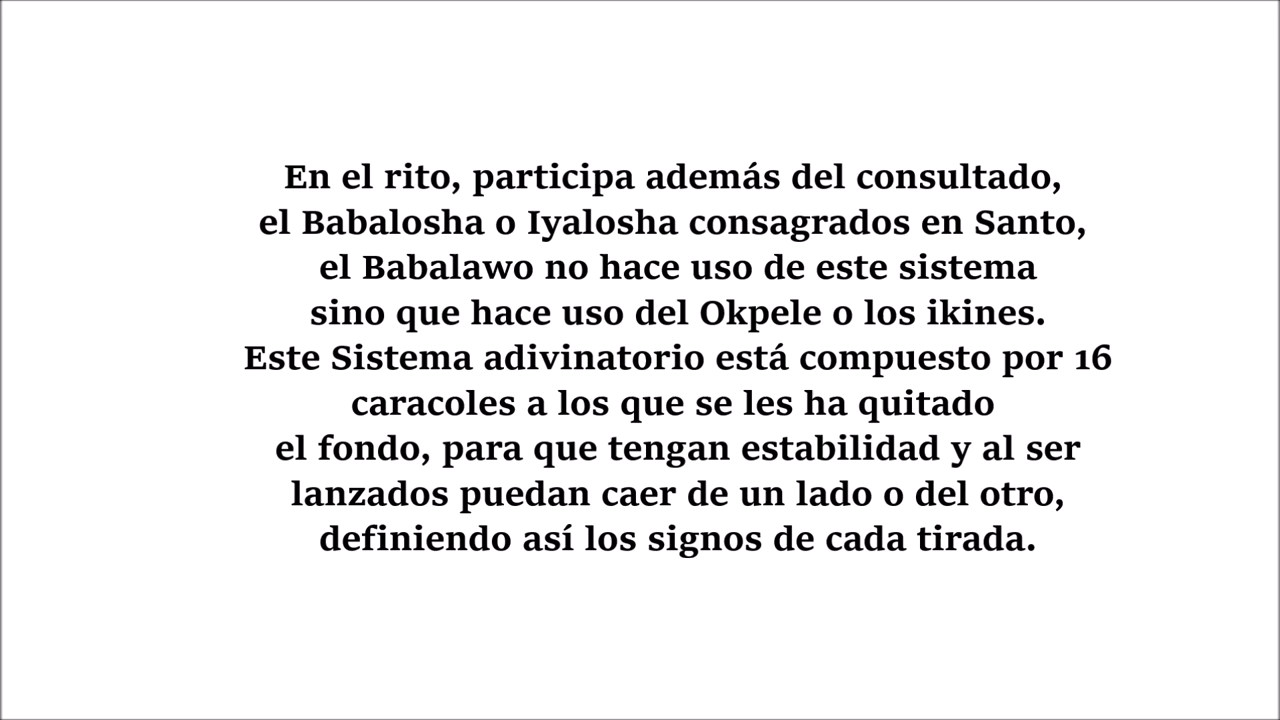 En el rito, participa además del consultado,
el Babalosha o Iyalosha consagrados en Santo,
el Babalawo no hace uso de este sistema
sino que hace uso del Okpele o los ikines.
Este Sistema adivinatorio está compuesto por 16
caracoles a los que se les ha quitado
el fondo, para que tengan estabilidad y al ser
lanzados puedan caer de un lado o del otro,
definiendo así los signos de cada tirada.